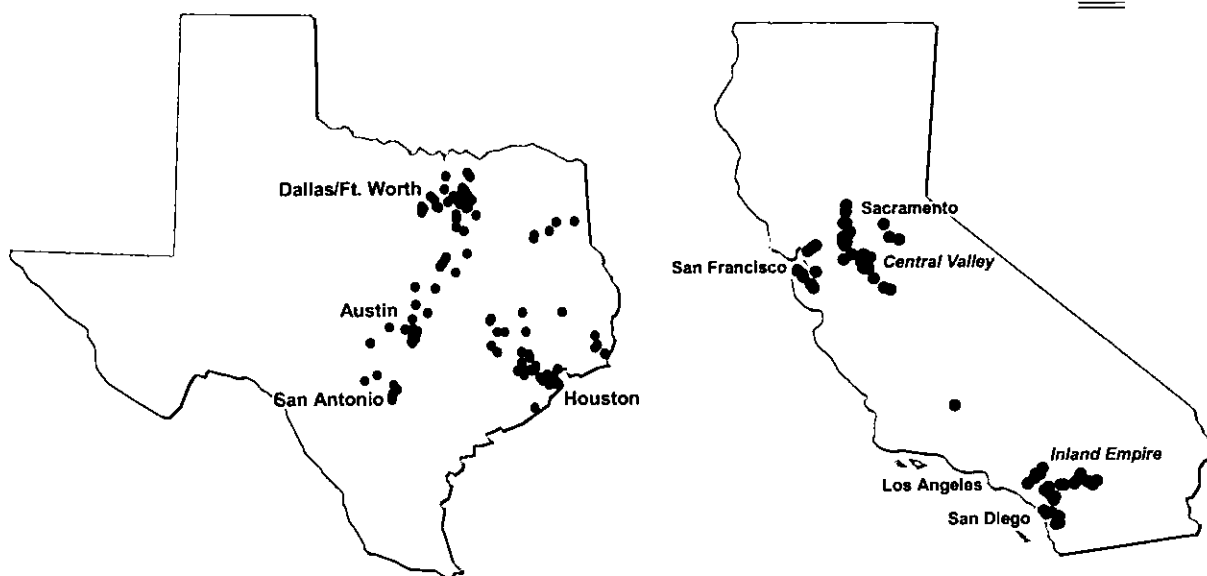 Dallas/Ft. Worth
Austin
San Antonio
Houston
Sacramento
Central Valley
San Francisco
Inland Empire
Los Angeles
San Diego